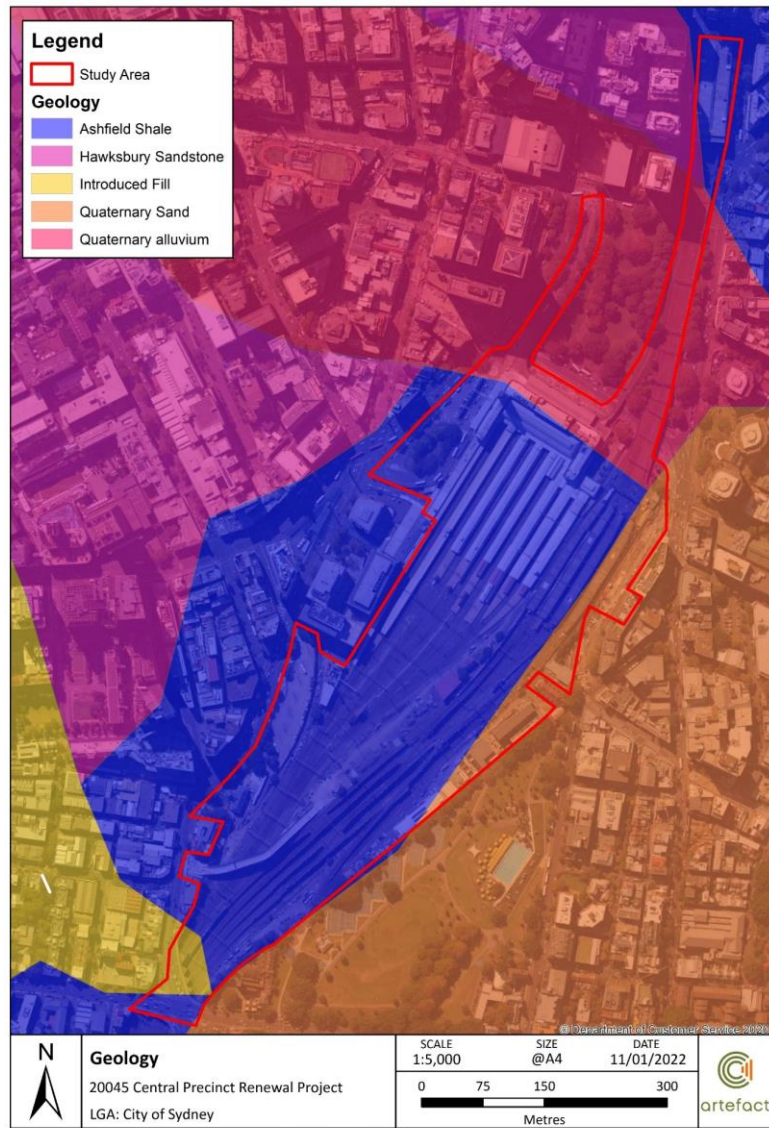 Legend
Study Area
Geology
Ashfield Shale
Hawksbury Sandstone
Introduced Fill
Quaternary Sand
Quaternary alluvium
© Department of Customer Service 2020
N
Geology
20045 Central Precinct Renewal Project
LGA: City of Sydney
SCALE
1:5,000
SIZE
@A4
DATE
11/01/2022
0 75 150 300
Metres
artefact